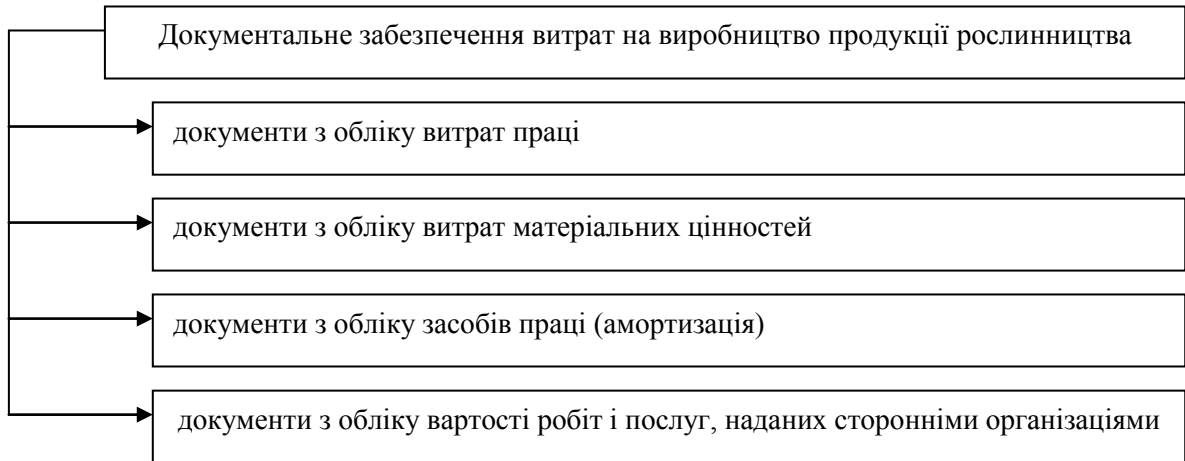 Документальне забезпечення витрат на виробництво продукції рослинництва
документи з обліку витрат праці
документи з обліку витрат матеріальних цінностей
документи з обліку засобів праці (амортизація)
документи з обліку вартості робіт і послуг, наданих сторонніми організаціями